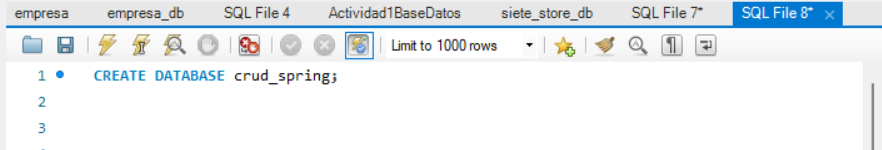 empresa empresa_db SQL File 4 Actividad1BaseDatos siete_store_db SQL File 7* SQL File 8* ×
Limit to 1000 rows
1 CREATE DATABASE crud_spring;
2
3